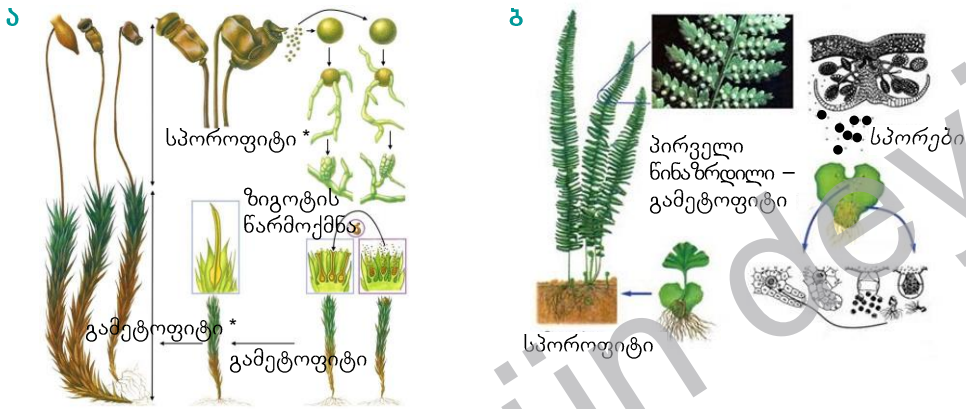 ა
სპოროფიტი *
ზიგოტის
წარმოქმნა
გამეტოფიტი *
გამეტოფიტი
ბ
პირველი
წინაზრდილი –
გამეტოფიტი
სპორები
სპოროფიტი